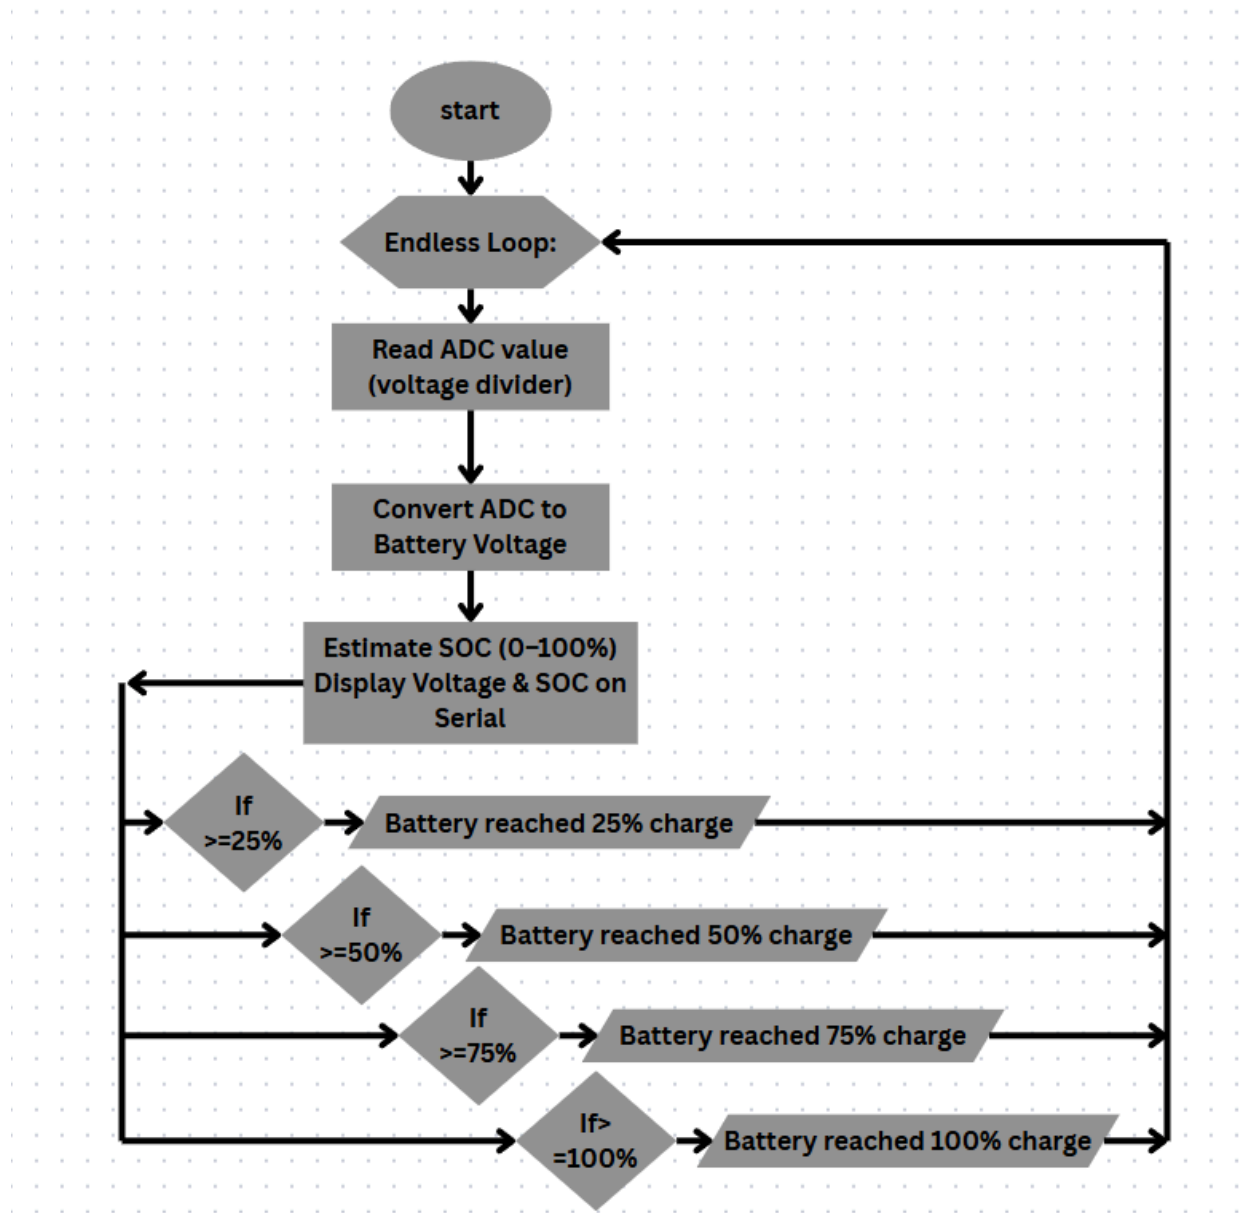 start
Endless Loop:
Read ADC value
(voltage divider)
Convert ADC to
Battery Voltage
Estimate SOC (0–100%)
Display Voltage & SOC on
Serial
If
>=25%
Battery reached 25% charge
If
>=50%
Battery reached 50% charge
If
>=75%
Battery reached 75% charge
If>
=100%
Battery reached 100% charge